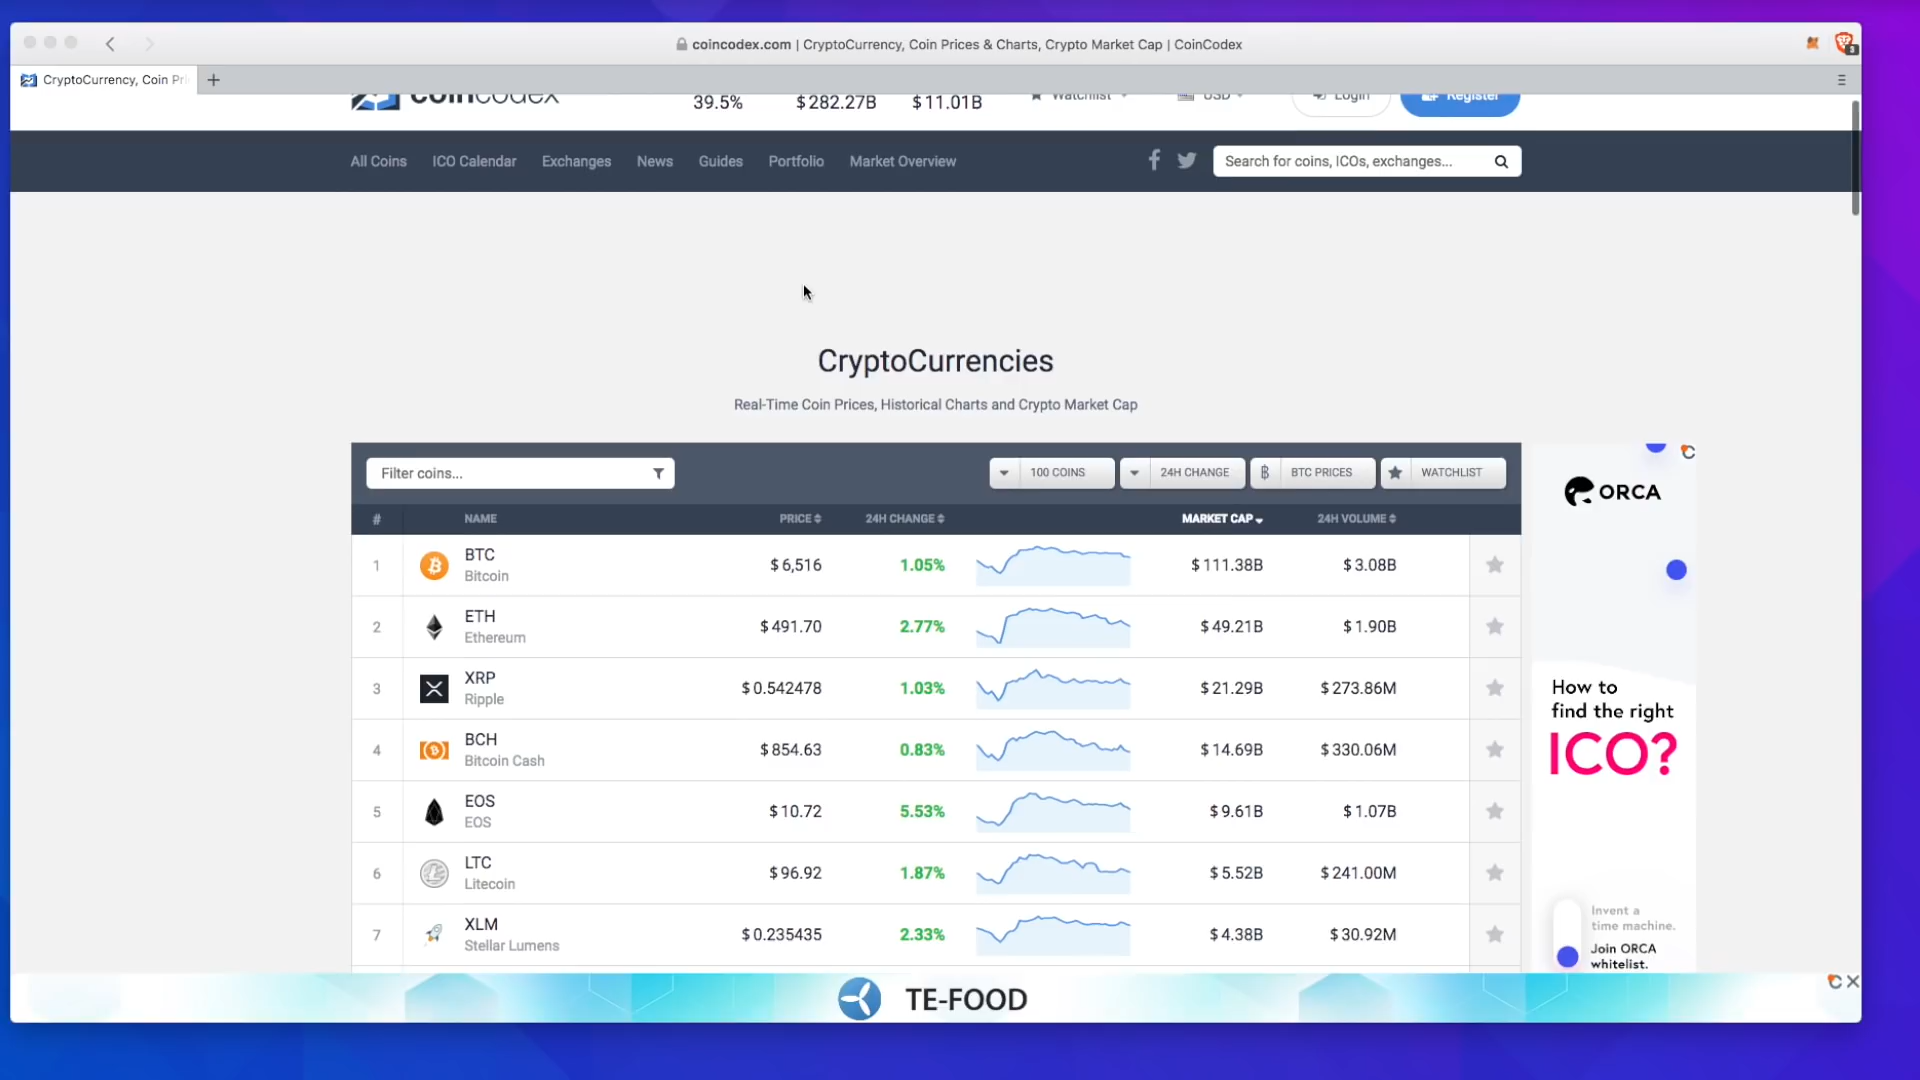 coincodex.com | CryptoCurrency, Coin Prices & Charts, Crypto Market Cap | CoinCodex
3
CryptoCurrency, Coin Pri
coincodex
39.5%
$282.27B
$11.01B
Watchlist
USD
Login
Register
All Coins
ICO Calendar
Exchanges
News
Guides
Portfolio
Market Overview
Search for coins, ICOs, exchanges...
CryptoCurrencies
Real-Time Coin Prices, Historical Charts and Crypto Market Cap
Filter coins...
100 COINS
24H CHANGE
BTC PRICES
WATCHLIST
# NAME PRICE 24H CHANGE MARKET CAP 24H VOLUME
1 BTC $6,516 1.05% $111.38B $3.08B
Bitcoin
2 ETH $491.70 2.77% $49.21B $1.90B
Ethereum
3 XRP $0.542478 1.03% $21.29B $273.86M
Ripple
4 BCH $854.63 0.83% $14.69B $330.06M
Bitcoin Cash
5 EOS $10.72 5.53% $9.61B $1.07B
EOS
6 LTC $96.92 1.87% $5.52B $241.00M
Litecoin
7 XLM $0.235435 2.33% $4.38B $30.92M
Stellar Lumens
ORCA
How to
find the right
ICO?
Invent a
time machine.
Join ORCA
whitelist.
TE-FOOD